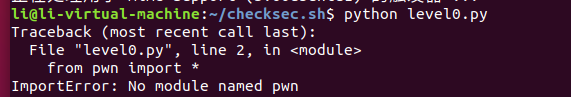 li@li-virtual-machine:~/checksec.sh$ python level0.py
Traceback (most recent call last):
  File "level0.py", line 2, in <module>
    from pwn import *
ImportError: No module named pwn